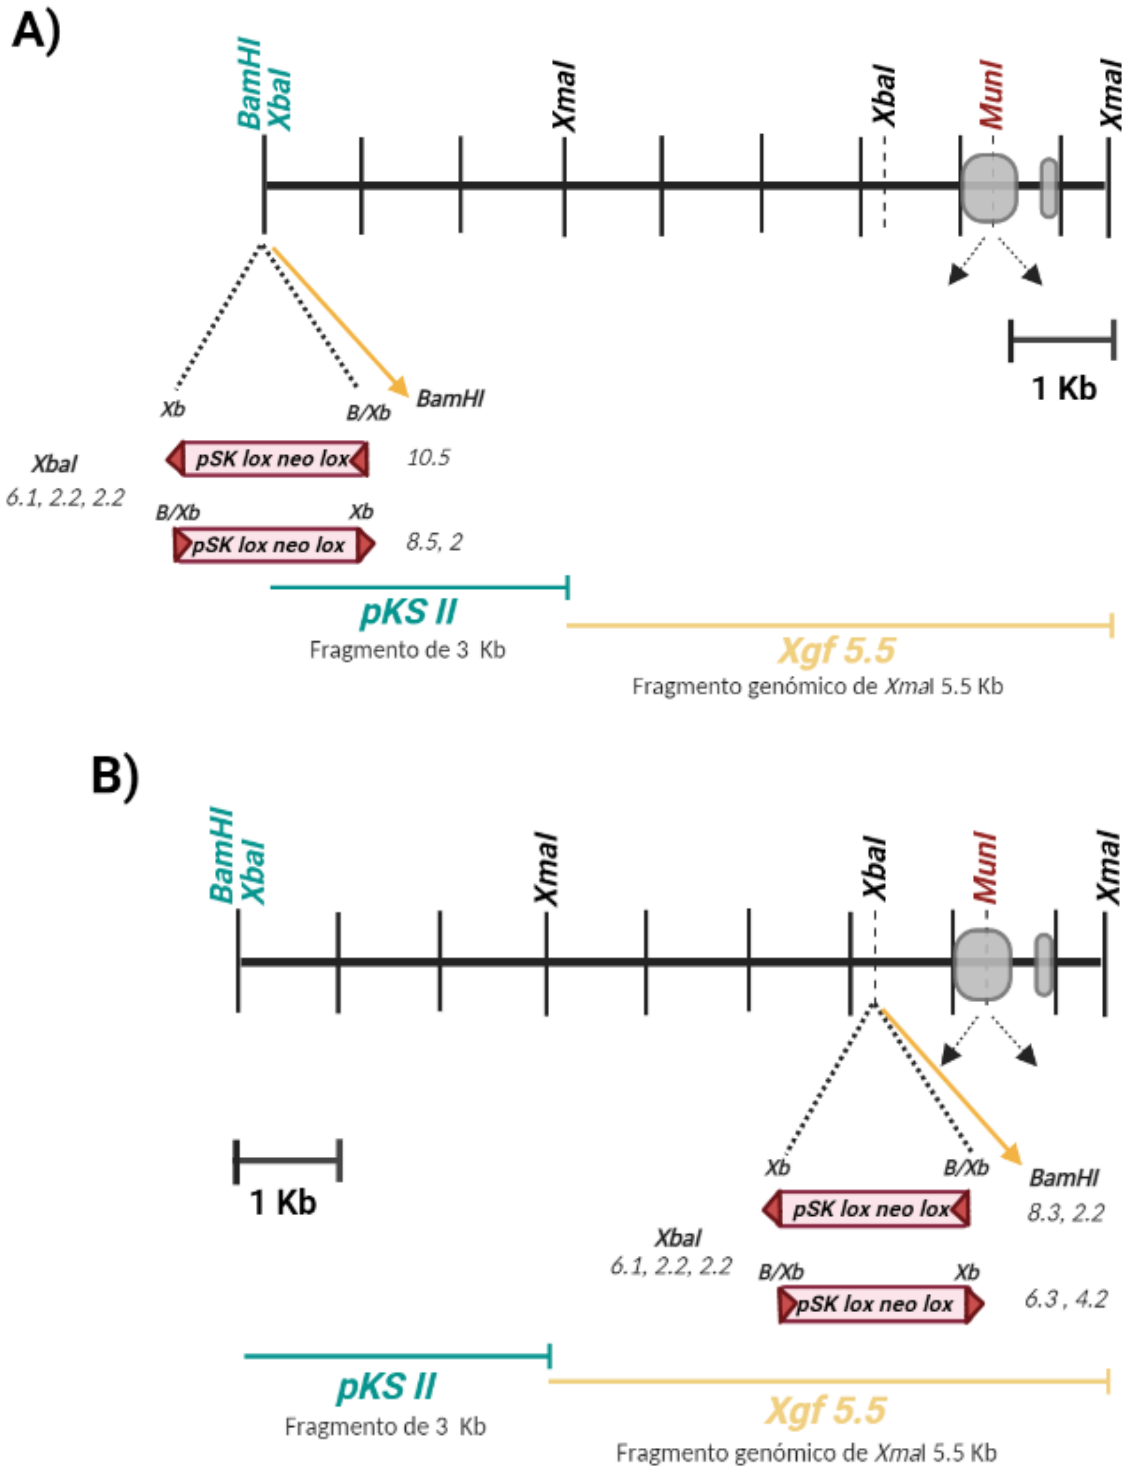 A)
BamHI
XbaI
XmaI
XbaI
MunI
XmaI
1 Kb
Xb
B/Xb
BamHI
pSK lox neo lox
10.5
XbaI
6.1, 2.2, 2.2
B/Xb
Xb
pSK lox neo lox
8.5, 2
pKS II
Fragmento de 3 Kb
Xgf 5.5
Fragmento genómico de XmaI 5.5 Kb
B)
BamHI
XbaI
XmaI
XbaI
MunI
XmaI
1 Kb
Xb
B/Xb
BamHI
pSK lox neo lox
8.3, 2.2
XbaI
6.1, 2.2, 2.2
B/Xb
Xb
pSK lox neo lox
6.3 , 4.2
pKS II
Fragmento de 3 Kb
Xgf 5.5
Fragmento genómico de XmaI 5.5 Kb